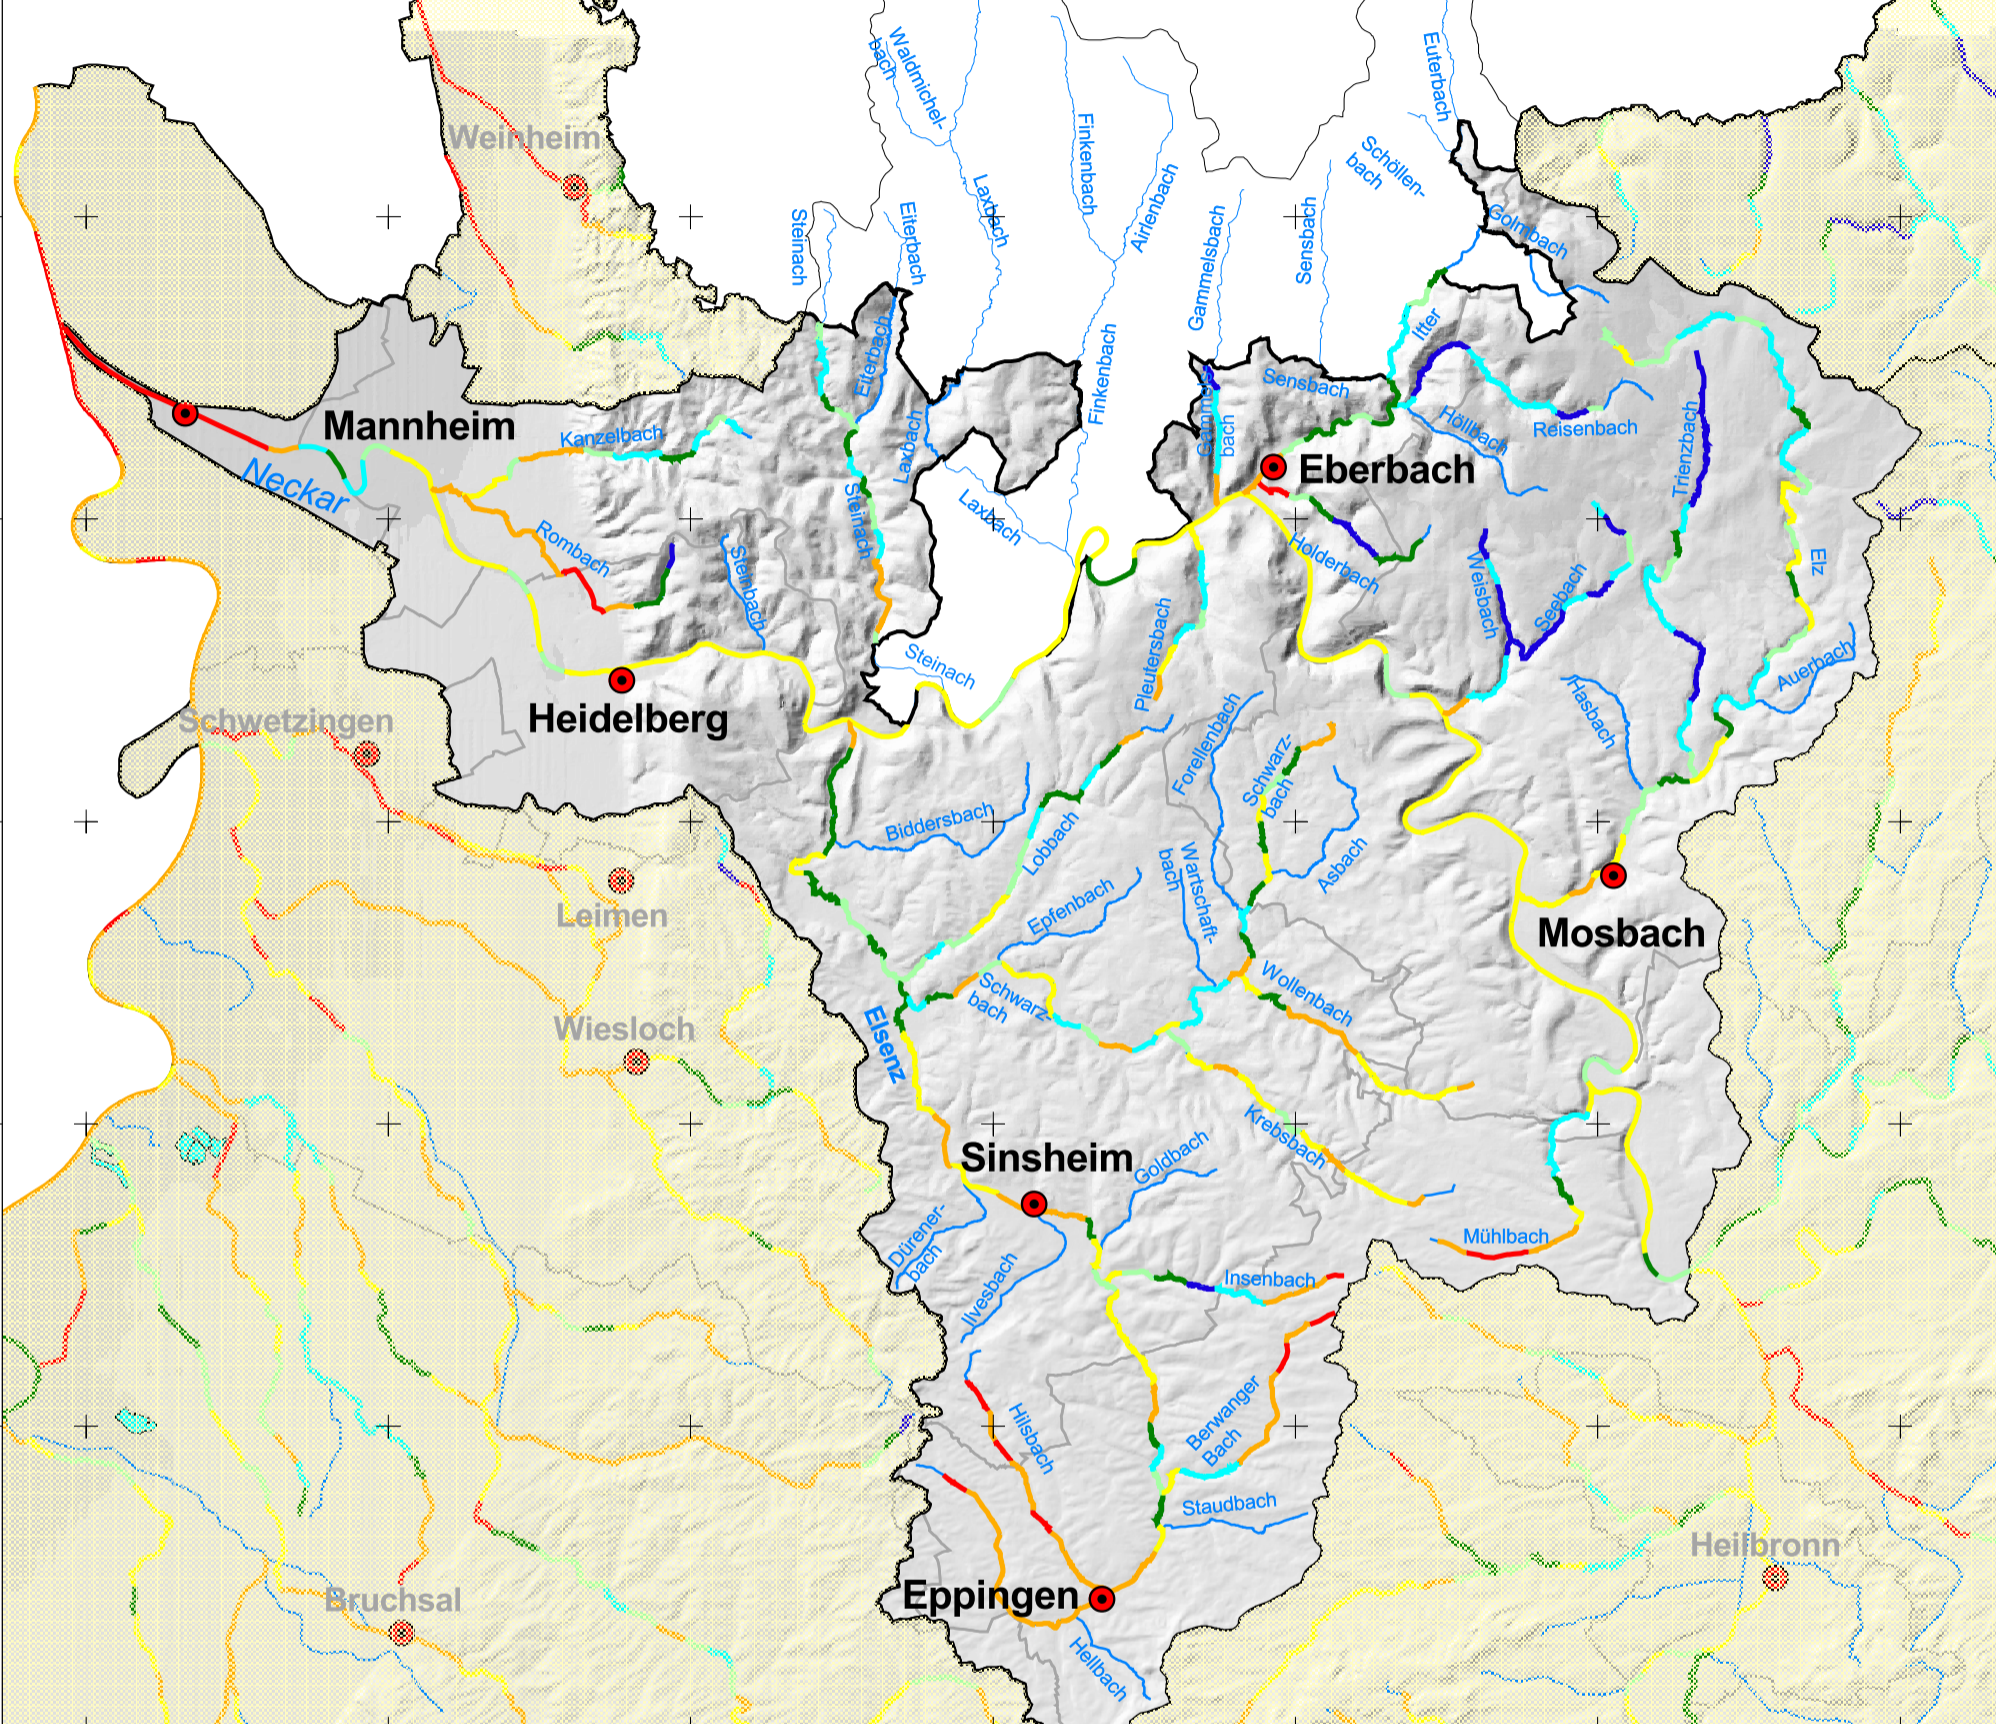 Waldmichel-
bach
Finkenbach
Euterbach
Weinheim
Schöllen-
bach
Laxbach
Airlenbach
Steinach
Eiterbach
Gammelsbach
Sensbach
Golmbach
Itter
Eiterbach
Finkenbach
Sensbach
Mannheim
Kanzelbach
Laxbach
Gammels-
bach
Höllbach
Reisenbach
Trienzbach
Neckar
Eberbach
Steinach
Laxbach
Rombach
Steinbach
Holderbach
Weisbach
Seebach
Elz
Steinach
Pleutersbach
Auerbach
Schwetzingen
Heidelberg
Forellenbach
Hasbach
Schwarz-
bach
Biddersbach
Lobbach
Asbach
Wartschaft-
bach
Epfenbach
Leimen
Mosbach
Schwarz-
bach
Wollenbach
Elsenz
Wiesloch
Krebsbach
Sinsheim
Goldbach
Dürener-
bach
Mühlbach
Ilvesbach
Insenbach
Hilsbach
Berwanger
Bach
Staudbach
Heilbronn
Bruchsal
Eppingen
Hellbach